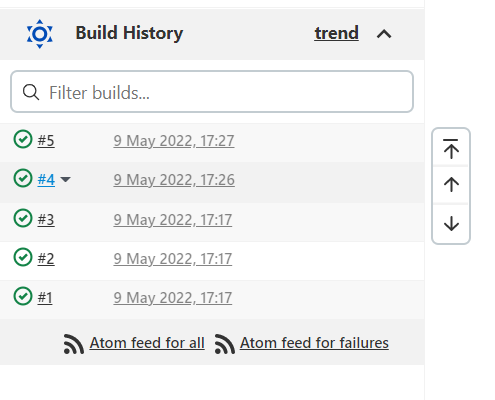 Build History trend
Filter builds...
#5 9 May 2022, 17:27
#4 9 May 2022, 17:26
#3 9 May 2022, 17:17
#2 9 May 2022, 17:17
#1 9 May 2022, 17:17
Atom feed for all Atom feed for failures